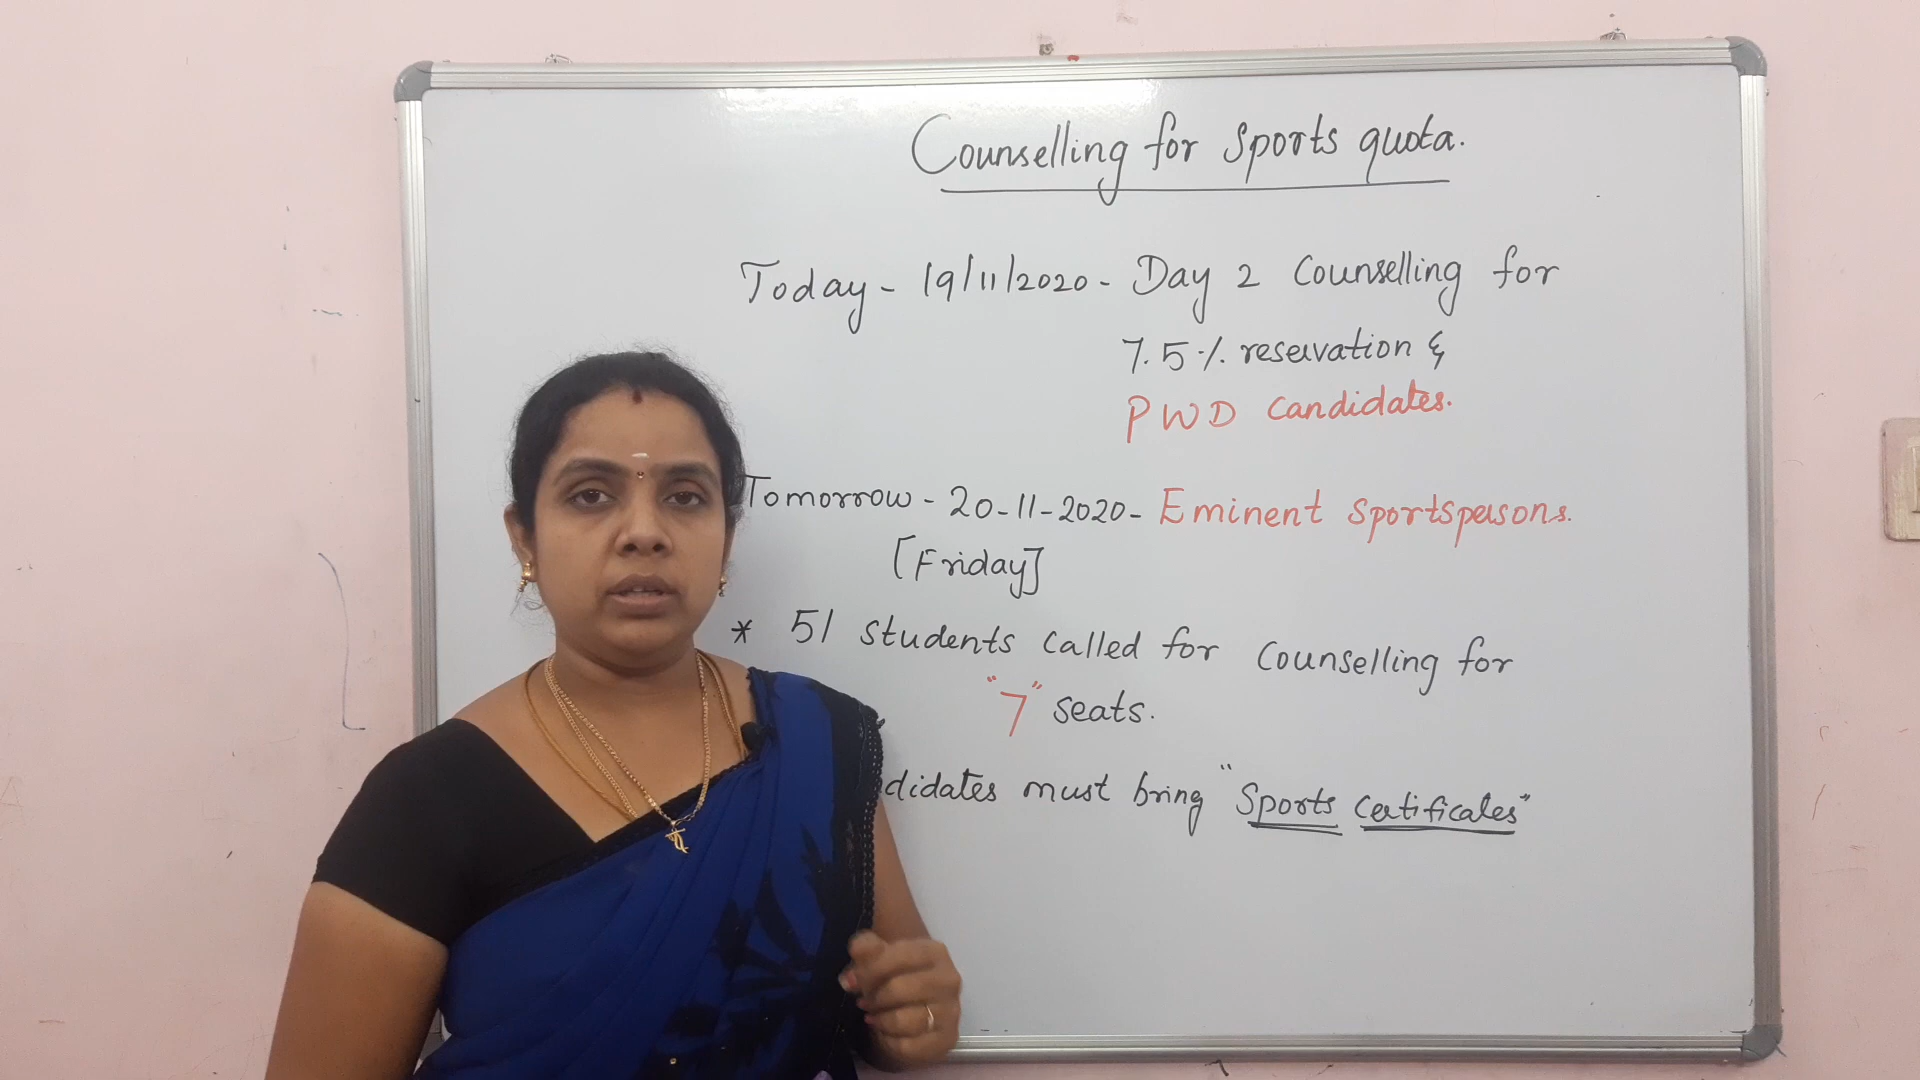 Counselling for Sports quota.
Today - 19/11/2020 - Day 2 Counselling for
7.5% reservation &
PWD Candidates.
Tomorrow - 20-11-2020 - Eminent Sportspersons.
[Friday]
* 51 students called for Counselling for
"7" seats.
didates must bring "Sports Certificates"